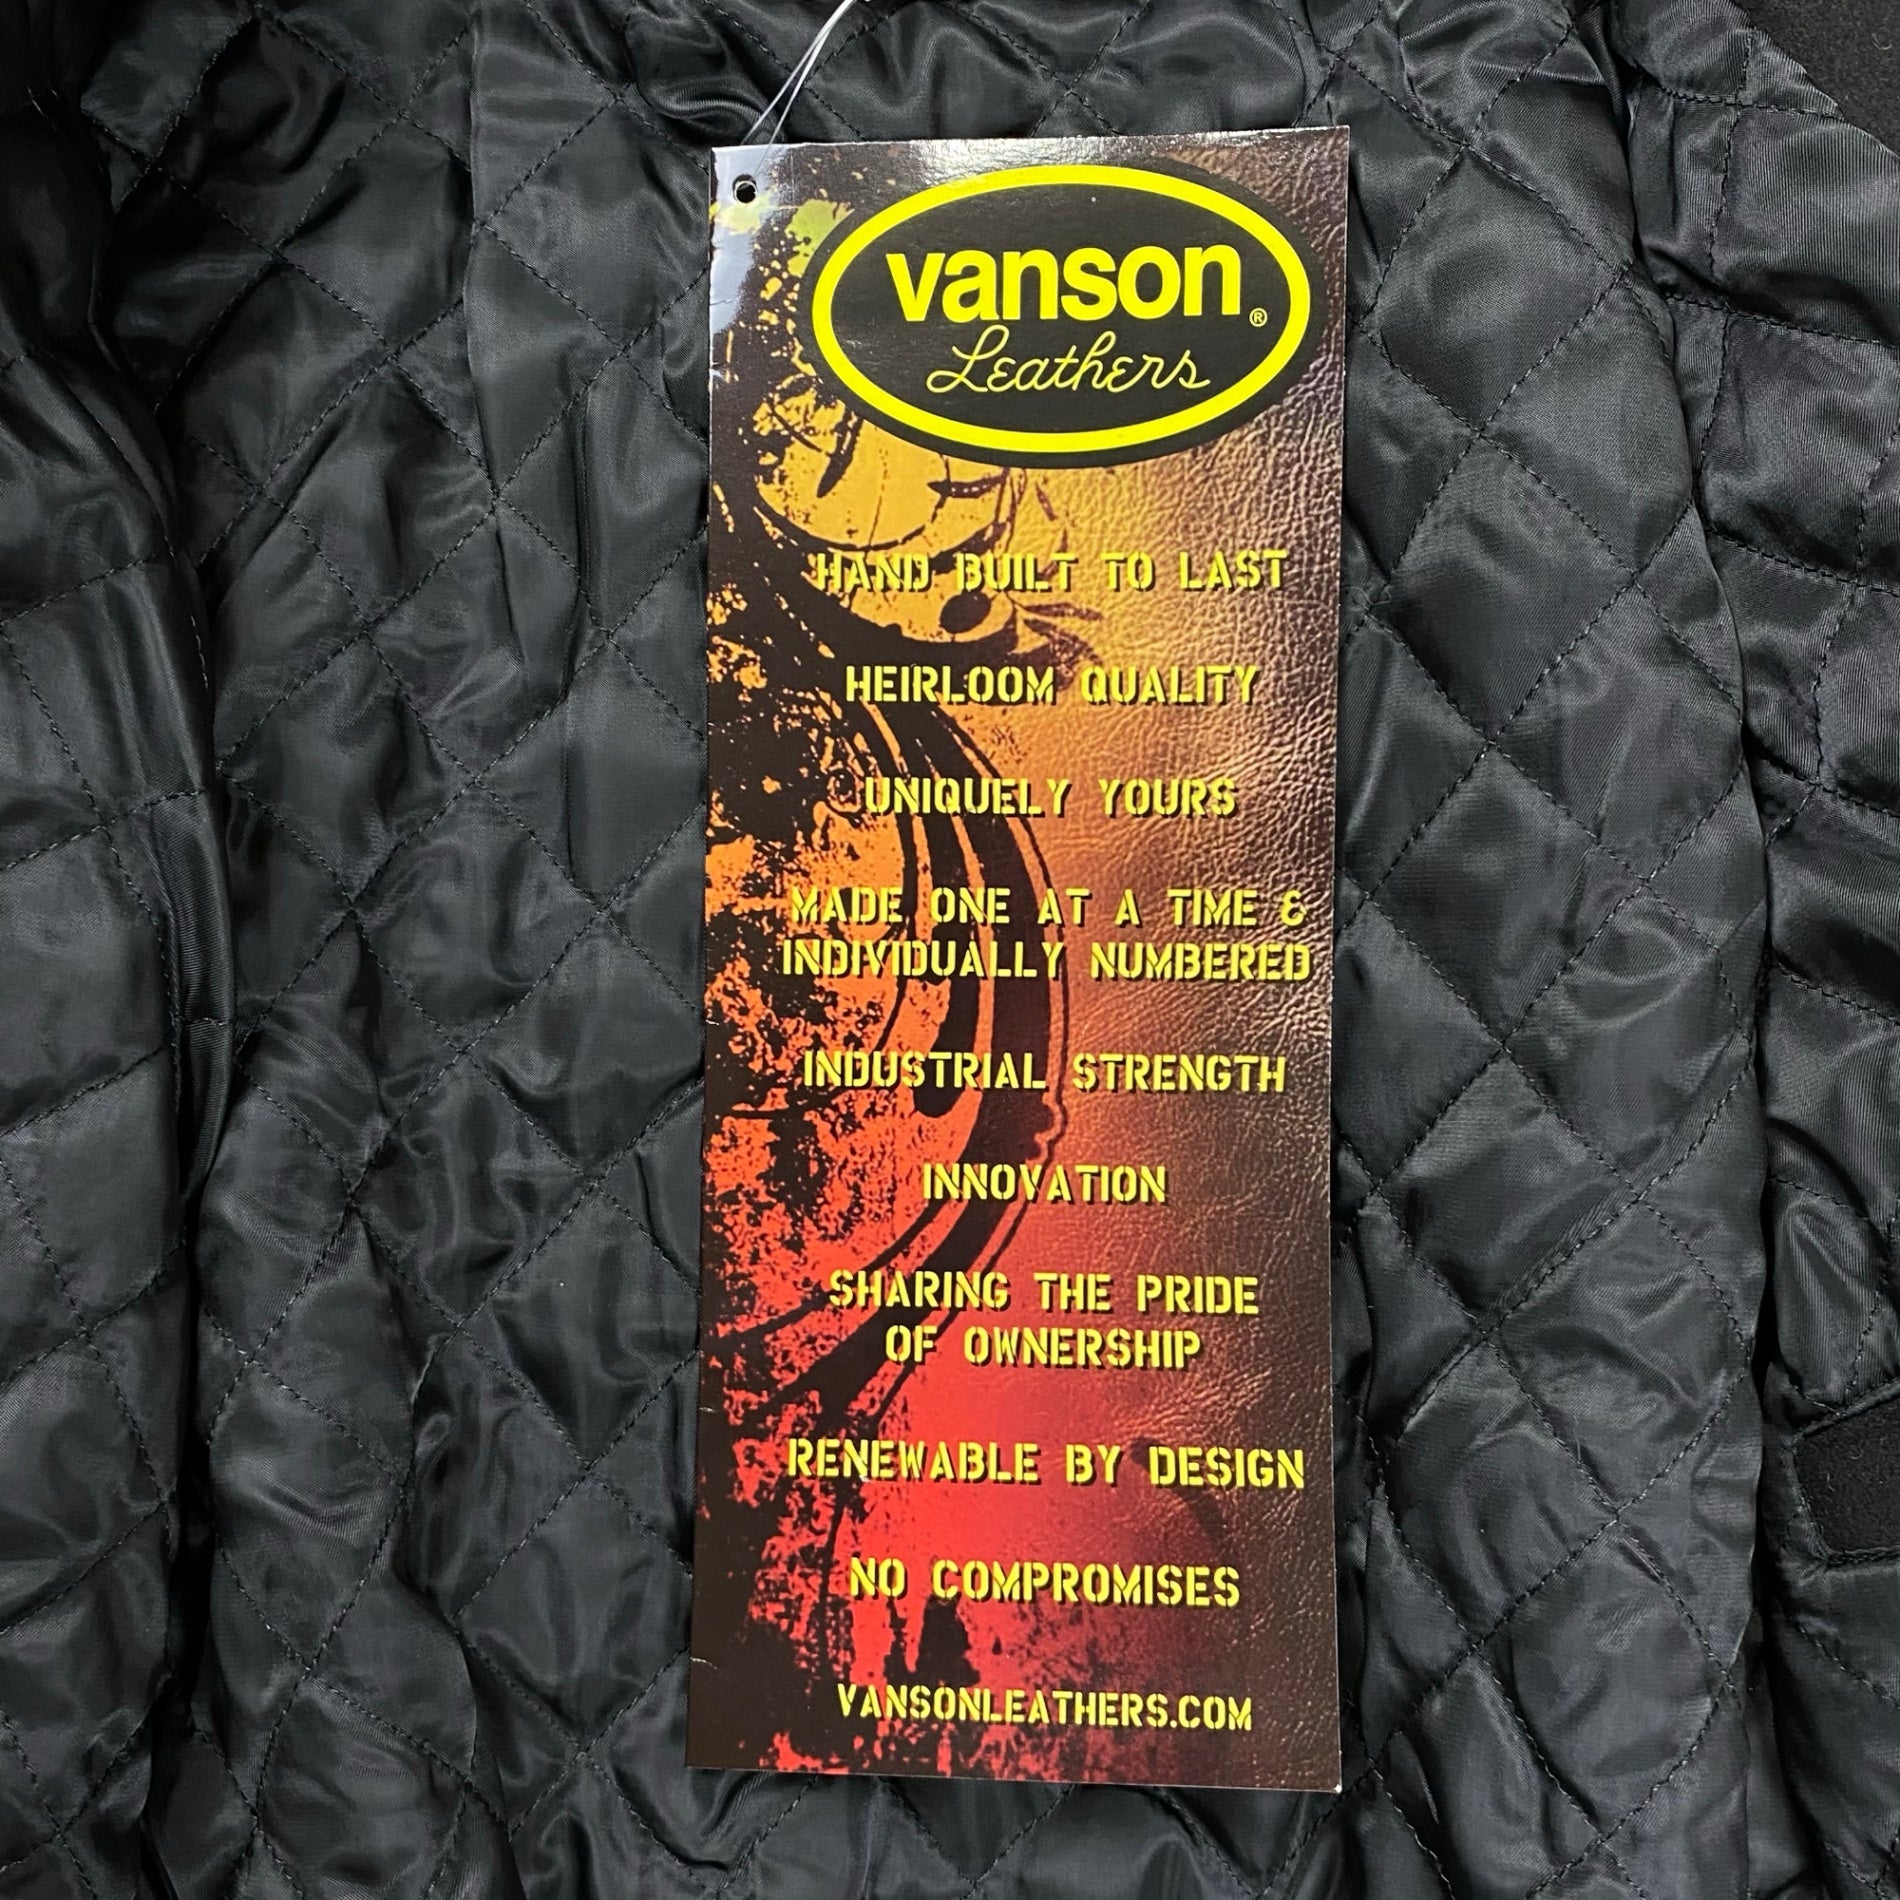 vanson®
Leathers
HAND BUILT TO LAST
HEIRLOOM QUALITY
UNIQUELY YOURS
MADE ONE AT A TIME &
INDIVIDUALLY NUMBERED
INDUSTRIAL STRENGTH
INNOVATION
SHARING THE PRIDE
OF OWNERSHIP
RENEWABLE BY DESIGN
NO COMPROMISES
VANSONLEATHERS.COM